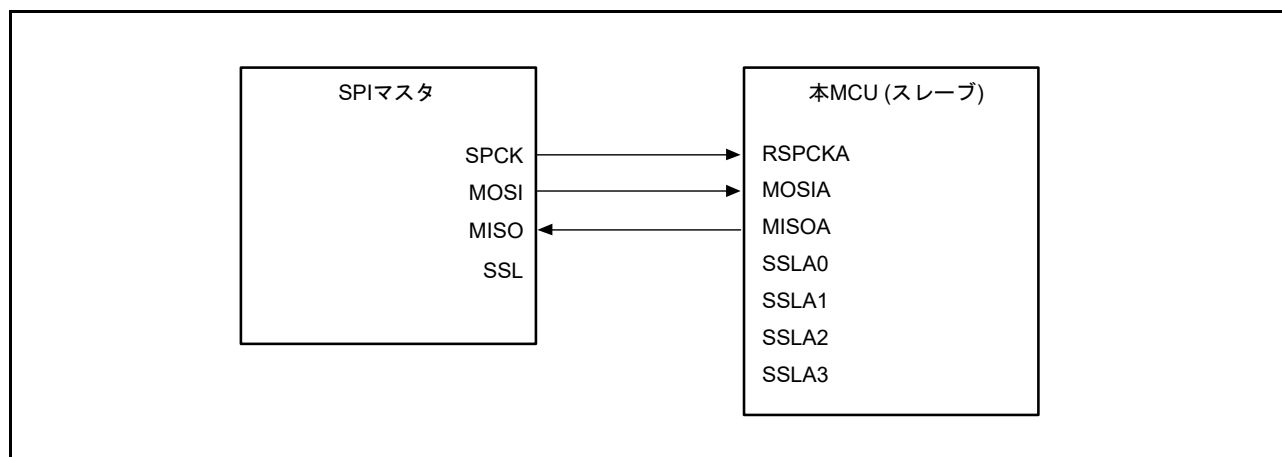 SPIマスタ
SPCK
MOSI
MISO
SSL
本MCU (スレーブ)
RSPCKA
MOSIA
MISOA
SSLA0
SSLA1
SSLA2
SSLA3